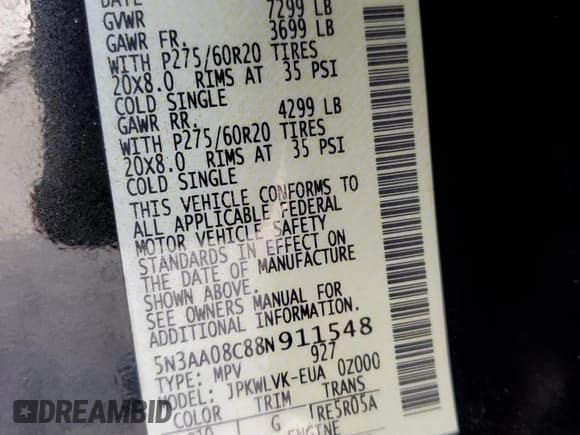 DATE
GVWR 7299 LB
GAWR FR. 3699 LB
WITH P275/60R20 TIRES
20X8.0 RIMS AT 35 PSI
COLD SINGLE
GAWR RR. 4299 LB
WITH P275/60R20 TIRES
20X8.0 RIMS AT 35 PSI
COLD SINGLE
THIS VEHICLE CONFORMS TO
ALL APPLICABLE FEDERAL
MOTOR VEHICLE SAFETY
STANDARDS IN EFFECT ON
THE DATE OF MANUFACTURE
SHOWN ABOVE.
SEE OWNERS MANUAL FOR
ADDITIONAL INFORMATION.
5N3AA08C88N911548
TYPE: MPV 927
MODEL: JPKWLVK-EUA 0Z000
COLOR TRIM TRANS
G RE5R05A
ENGINE
DREAMBID